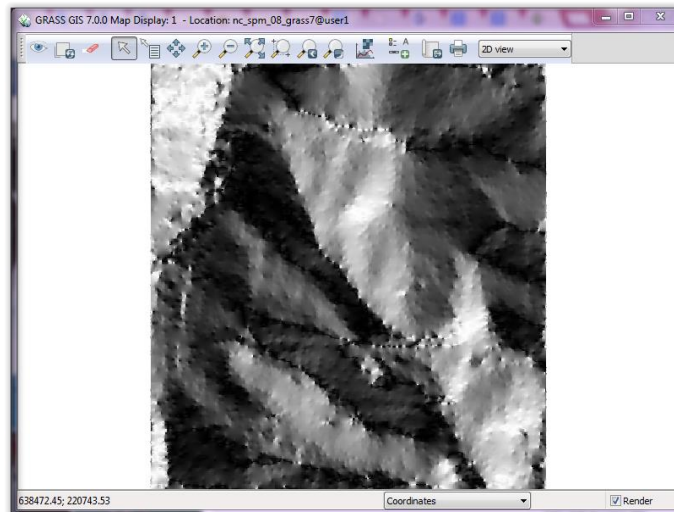 GRASS GIS 7.0.0 Map Display: 1 - Location: nc_spm_08_grass7@user1
2D view
638472.45; 220743.53 Coordinates Render